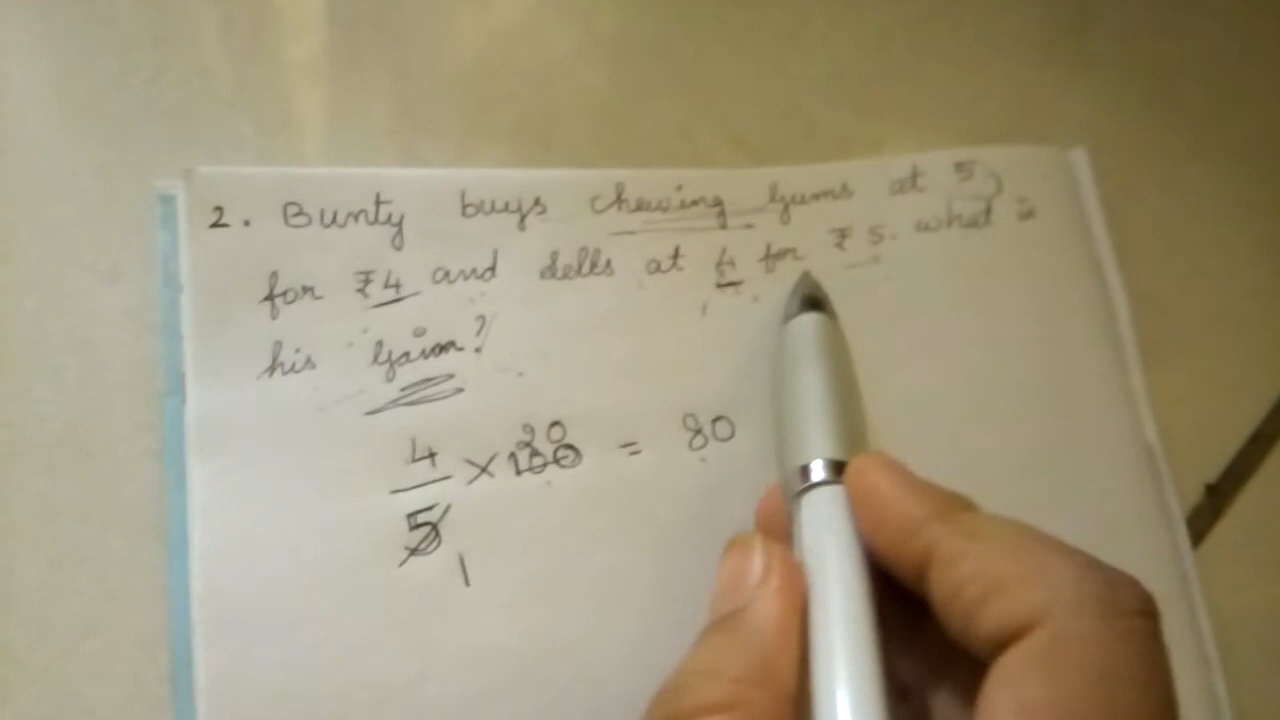 2. Bunty buys chewing Gums at 5
for ₹4 and sells at 4 for ₹5. what is
his Gain?
4/5 × 100 = 80
20
1